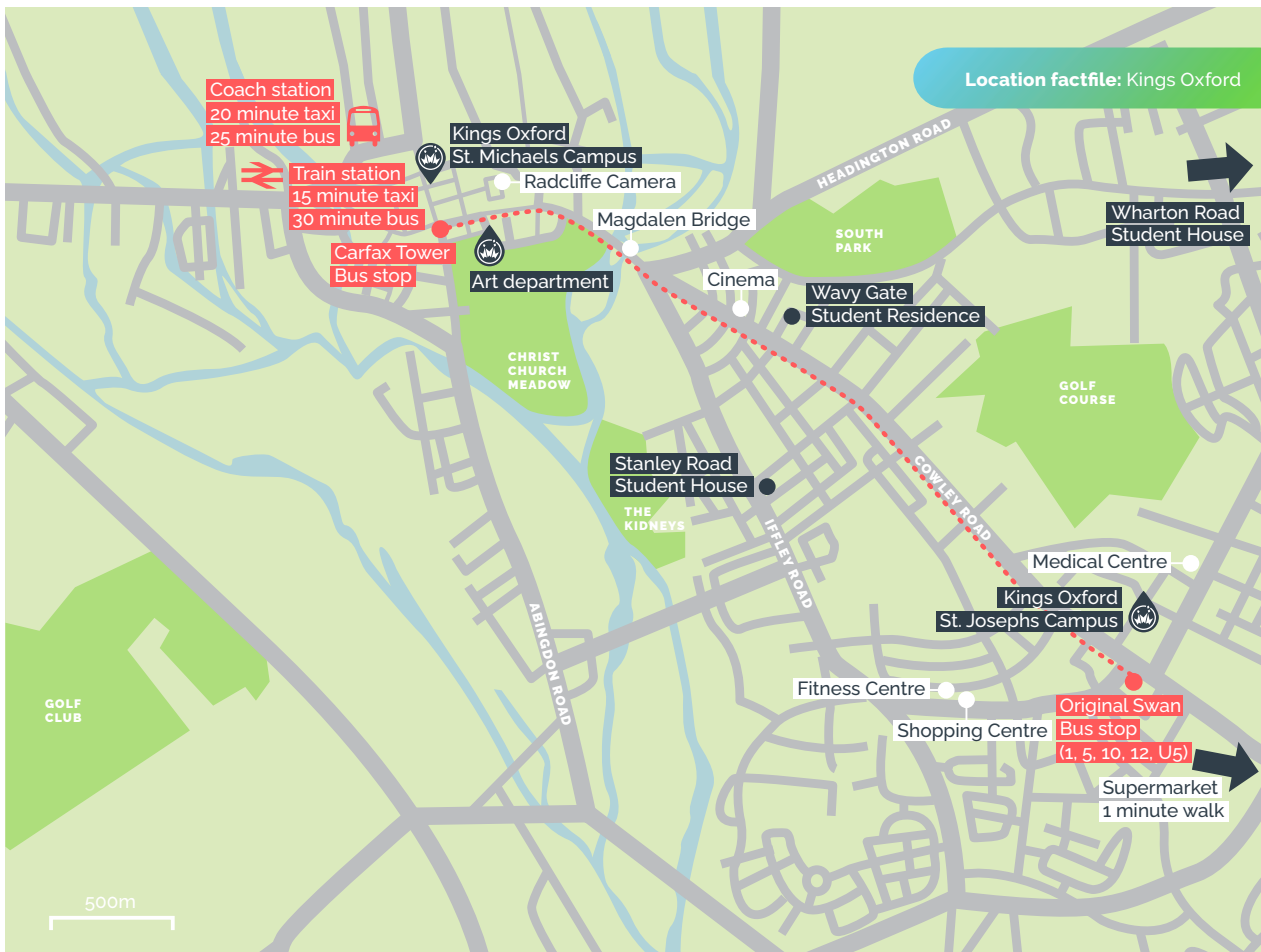 Location factfile: Kings Oxford
Coach station
20 minute taxi
25 minute bus
Kings Oxford
St. Michaels Campus
HEADINGTON ROAD
Train station
15 minute taxi
30 minute bus
Radcliffe Camera
Magdalen Bridge
Wharton Road
Student House
SOUTH
PARK
Carfax Tower
Bus stop
Art department
Cinema
Wavy Gate
Student Residence
CHRIST
CHURCH
MEADOW
GOLF
COURSE
Stanley Road
Student House
THE
KIDNEYS
COWLEY ROAD
IFFLEY ROAD
Medical Centre
Kings Oxford
St. Josephs Campus
ABINGDON ROAD
Fitness Centre
Shopping Centre
Original Swan
Bus stop
(1, 5, 10, 12, U5)
GOLF
CLUB
Supermarket
1 minute walk
500m